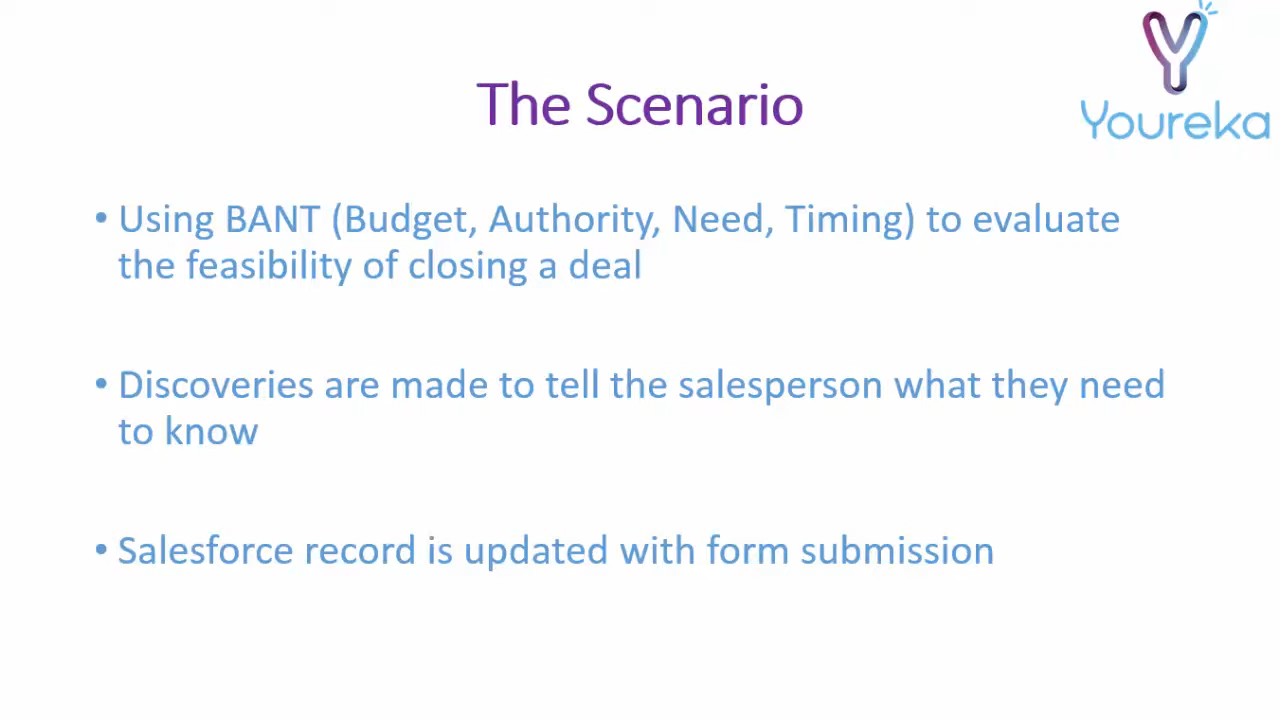 Youreka
The Scenario
• Using BANT (Budget, Authority, Need, Timing) to evaluate
the feasibility of closing a deal
• Discoveries are made to tell the salesperson what they need
to know
• Salesforce record is updated with form submission